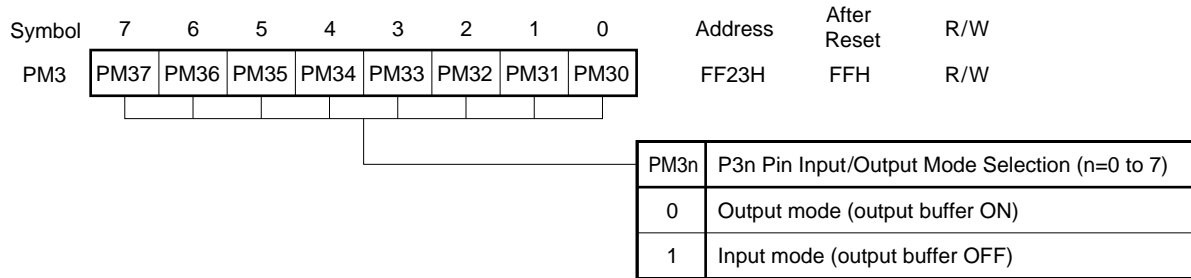 Symbol 7 6 5 4 3 2 1 0 Address After Reset R/W
PM3 PM37 PM36 PM35 PM34 PM33 PM32 PM31 PM30 FF23H FFH R/W
PM3n P3n Pin Input/Output Mode Selection (n=0 to 7)
0 Output mode (output buffer ON)
1 Input mode (output buffer OFF)